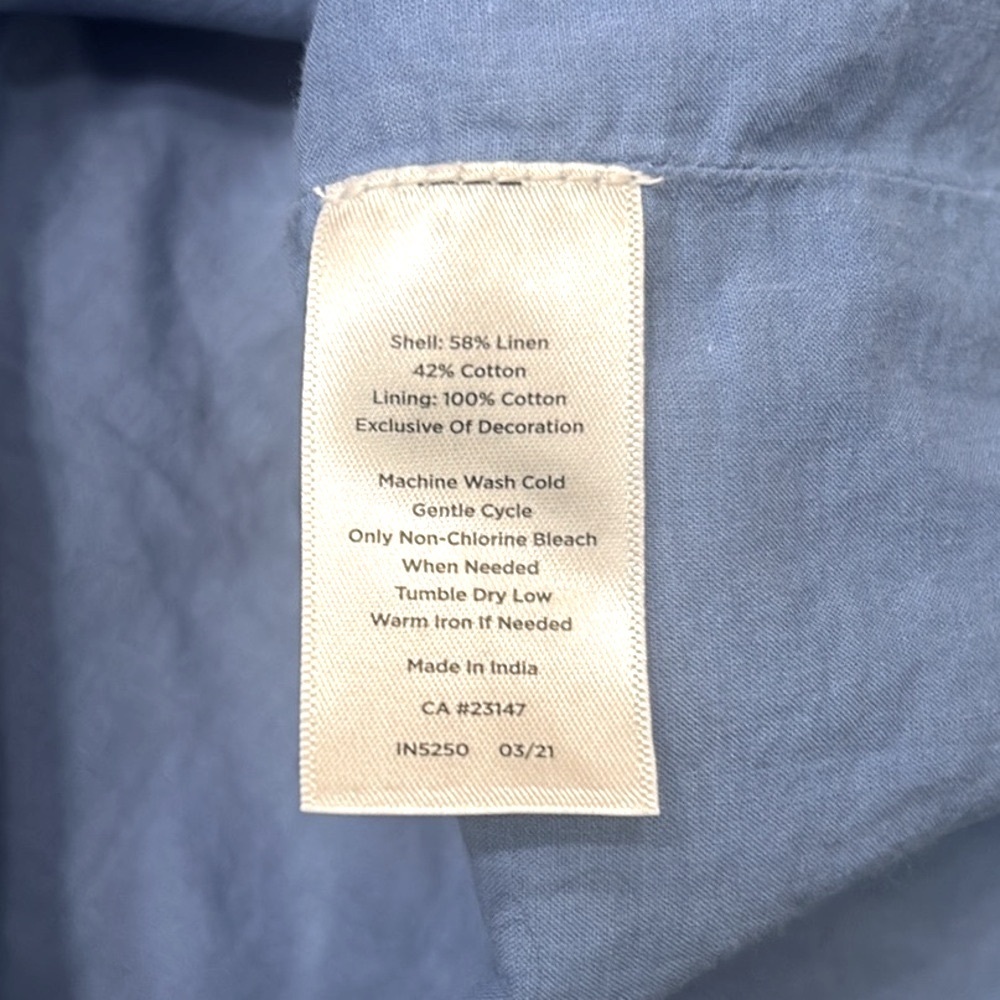 Shell: 58% Linen
42% Cotton
Lining: 100% Cotton
Exclusive Of Decoration
Machine Wash Cold
Gentle Cycle
Only Non-Chlorine Bleach
When Needed
Tumble Dry Low
Warm Iron If Needed
Made In India
CA #23147
IN5250 03/21